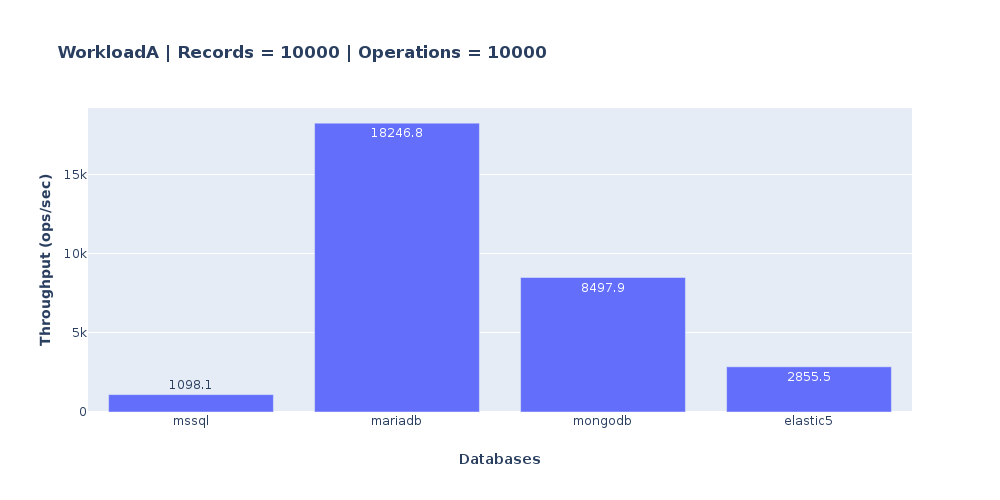 WorkloadA | Records = 10000 | Operations = 10000
Throughput (ops/sec)
15k
10k
5k
0
1098.1
18246.8
8497.9
2855.5
mssql
mariadb
mongodb
elastic5
Databases